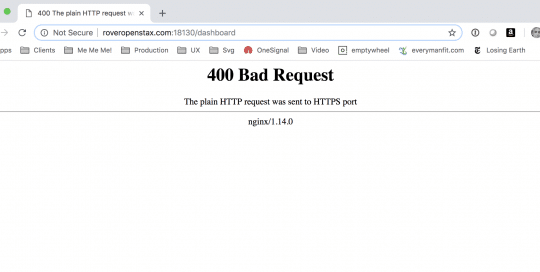 400 The plain HTTP request w
Not Secure | roveropenstax.com:18130/dashboard
pps Clients Me Me Me! Production UX Svg OneSignal Video emptywheel everymanfit.com Losing Earth
400 Bad Request
The plain HTTP request was sent to HTTPS port
nginx/1.14.0